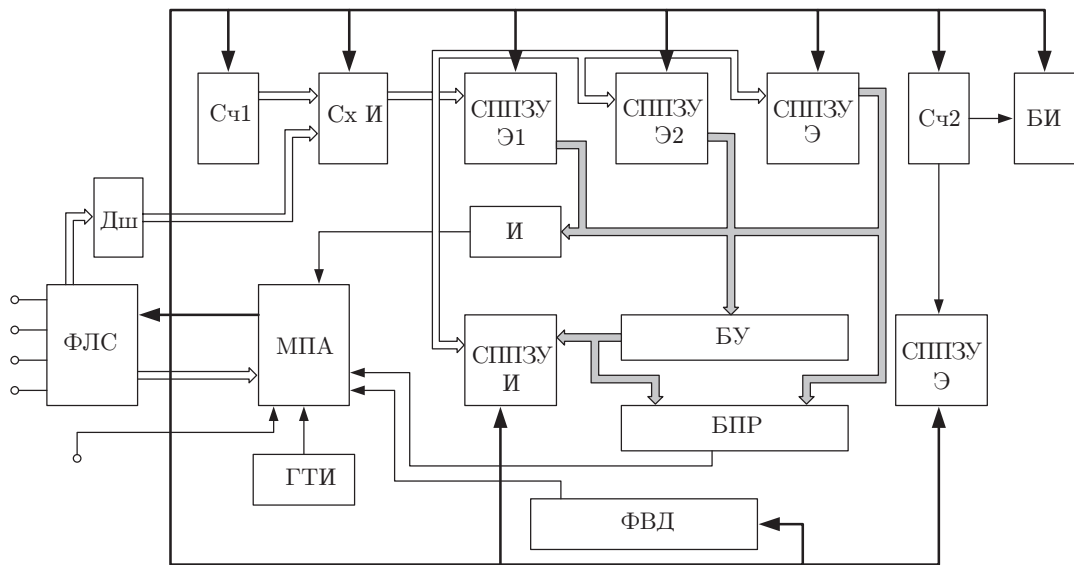 Сч1
Сх И
СППЗУ
Э1
СППЗУ
Э2
СППЗУ
Э
Сч2
БИ
Дш
И
ФЛС
МПА
СППЗУ
И
БУ
СППЗУ
Э
БПР
ГТИ
ФВД